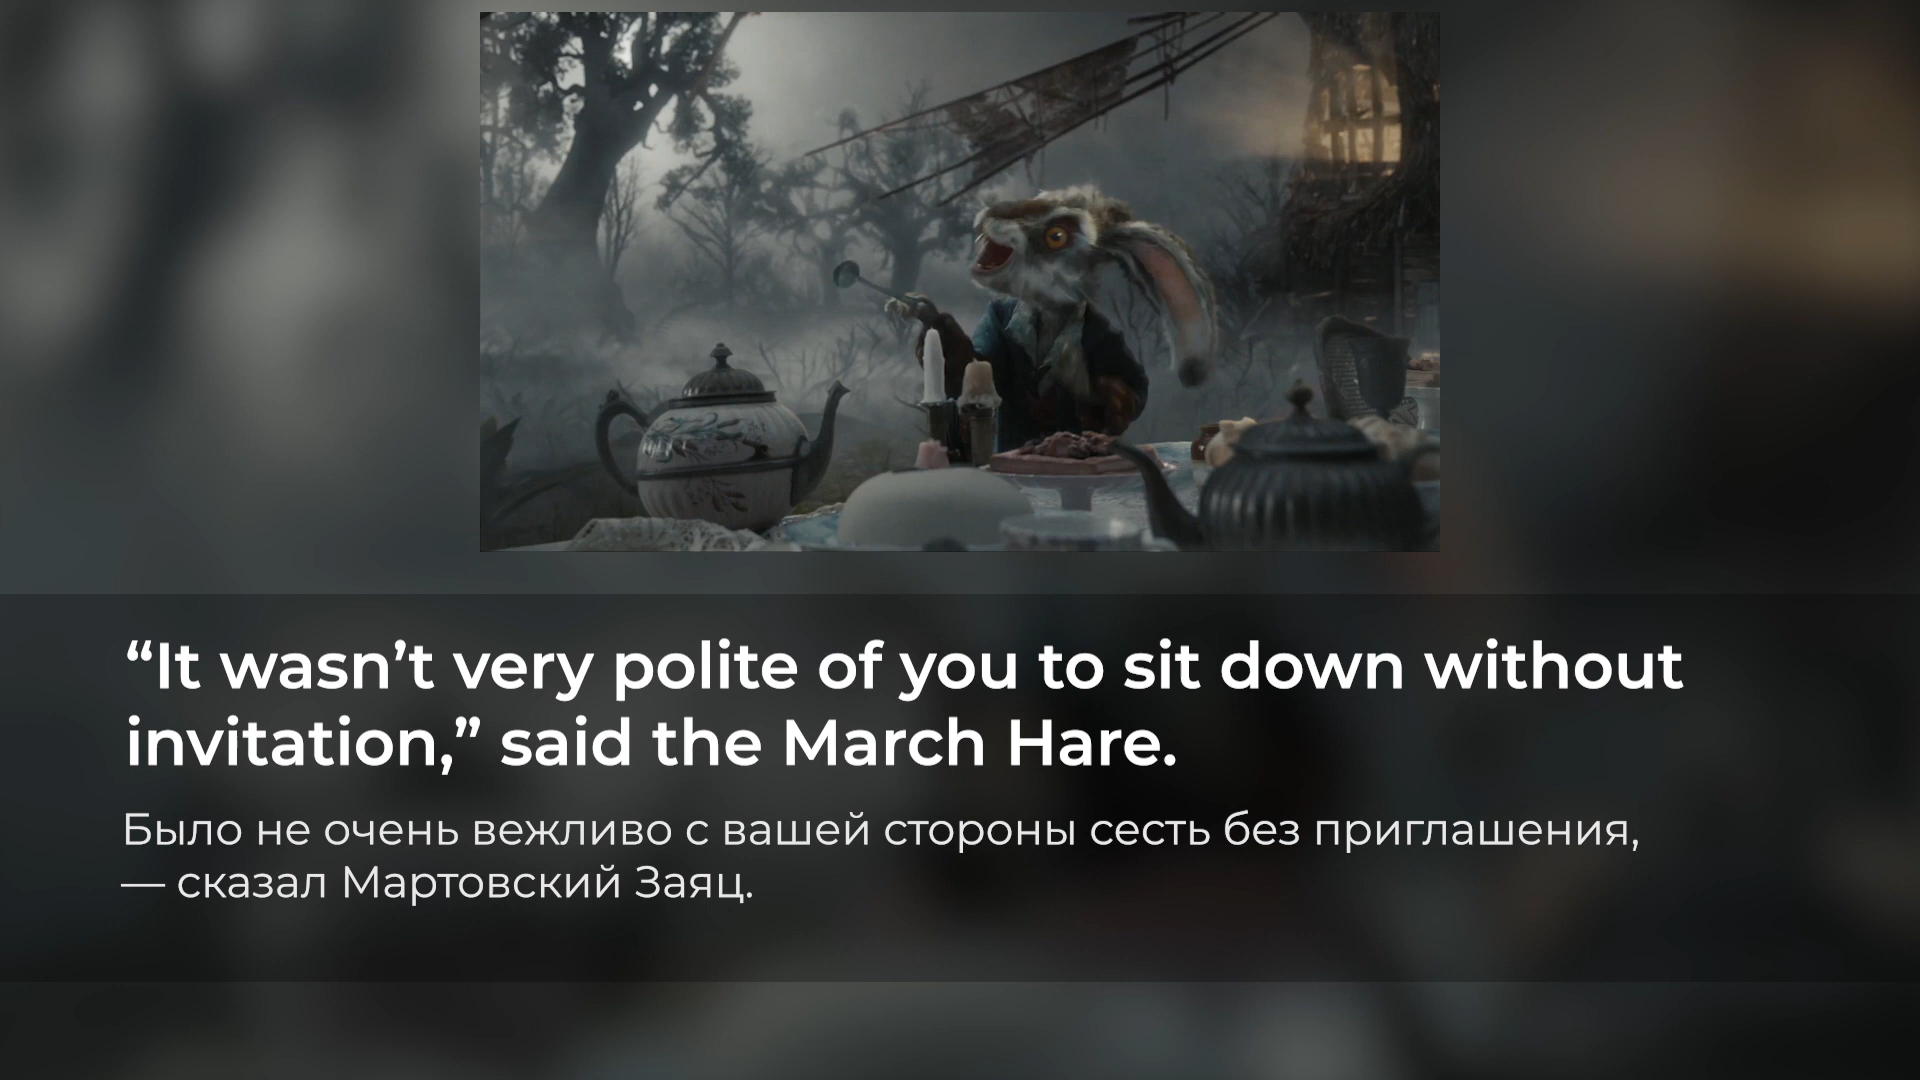 “It wasn’t very polite of you to sit down without
invitation,” said the March Hare.
Было не очень вежливо с вашей стороны сесть без приглашения,
— сказал Мартовский Заяц.